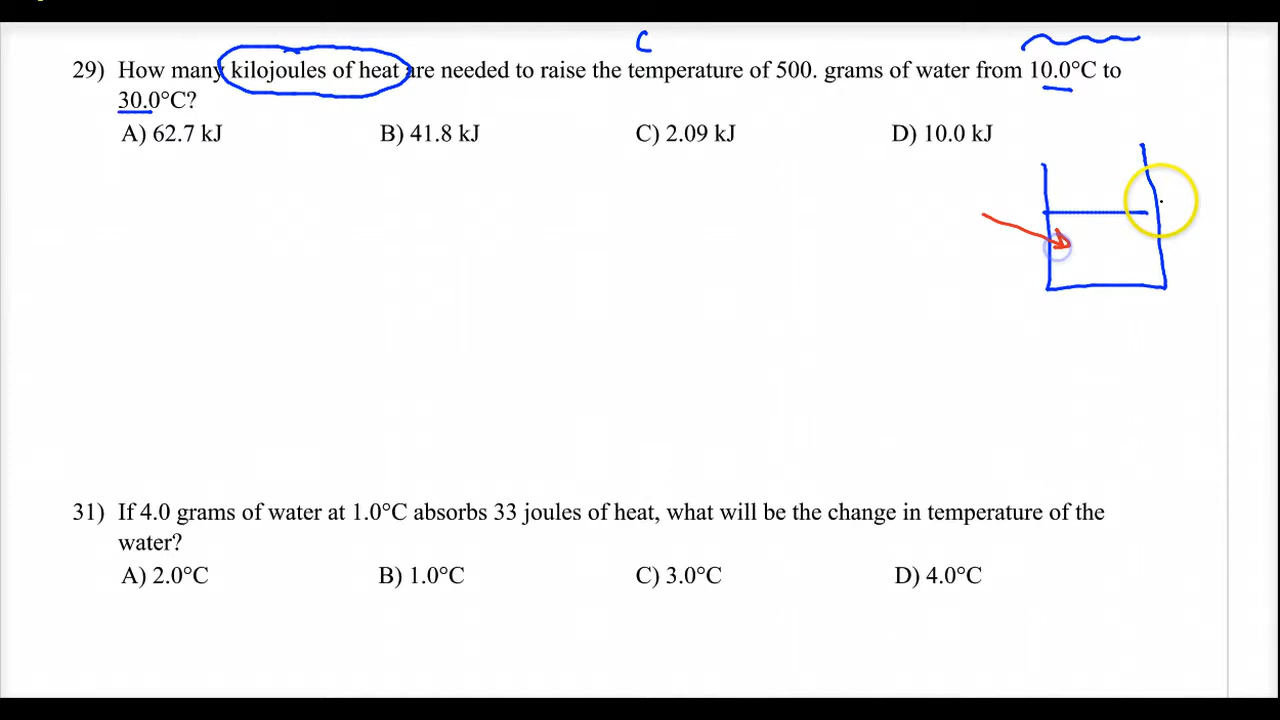 C
29) How many kilojoules of heat are needed to raise the temperature of 500. grams of water from 10.0°C to
30.0°C?
A) 62.7 kJ B) 41.8 kJ C) 2.09 kJ D) 10.0 kJ
31) If 4.0 grams of water at 1.0°C absorbs 33 joules of heat, what will be the change in temperature of the
water?
A) 2.0°C B) 1.0°C C) 3.0°C D) 4.0°C